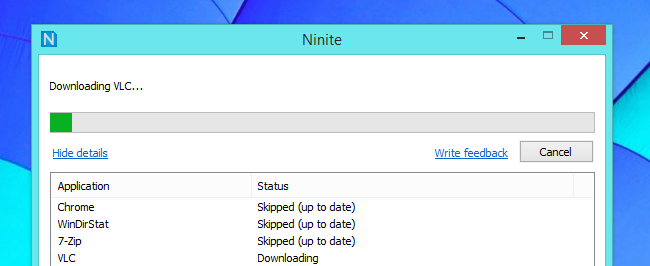 Ninite
Downloading VLC...
Hide details Write feedback Cancel
Application Status
Chrome Skipped (up to date)
WinDirStat Skipped (up to date)
7-Zip Skipped (up to date)
VLC Downloading